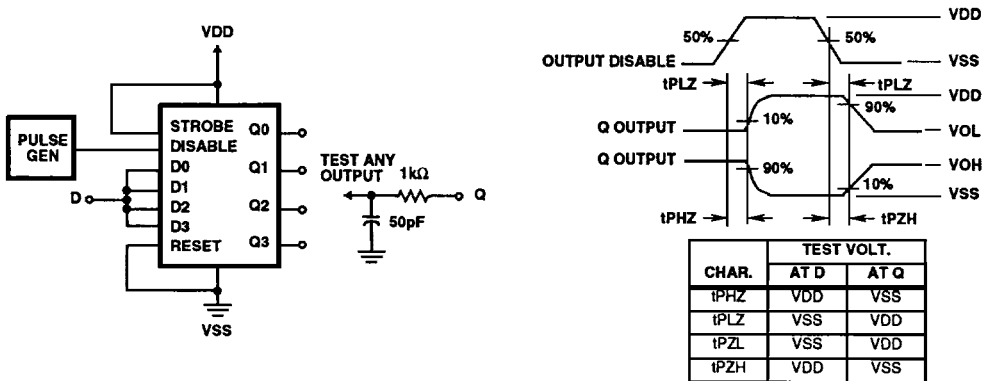 VDD
STROBE
DISABLE
D0
D1
D2
D3
RESET
Q0
Q1
Q2
Q3
PULSE
GEN
D
VSS
TEST ANY
OUTPUT
1kΩ
Q
50pF
VDD
50%
50%
OUTPUT DISABLE
VSS
tPLZ
tPLZ
VDD
10%
90%
Q OUTPUT
VOL
Q OUTPUT
VOH
90%
10%
VSS
tPHZ
tPZH
CHAR. TEST VOLT.
AT D AT Q
tPHZ VDD VSS
tPLZ VSS VDD
tPZL VSS VDD
tPZH VDD VSS